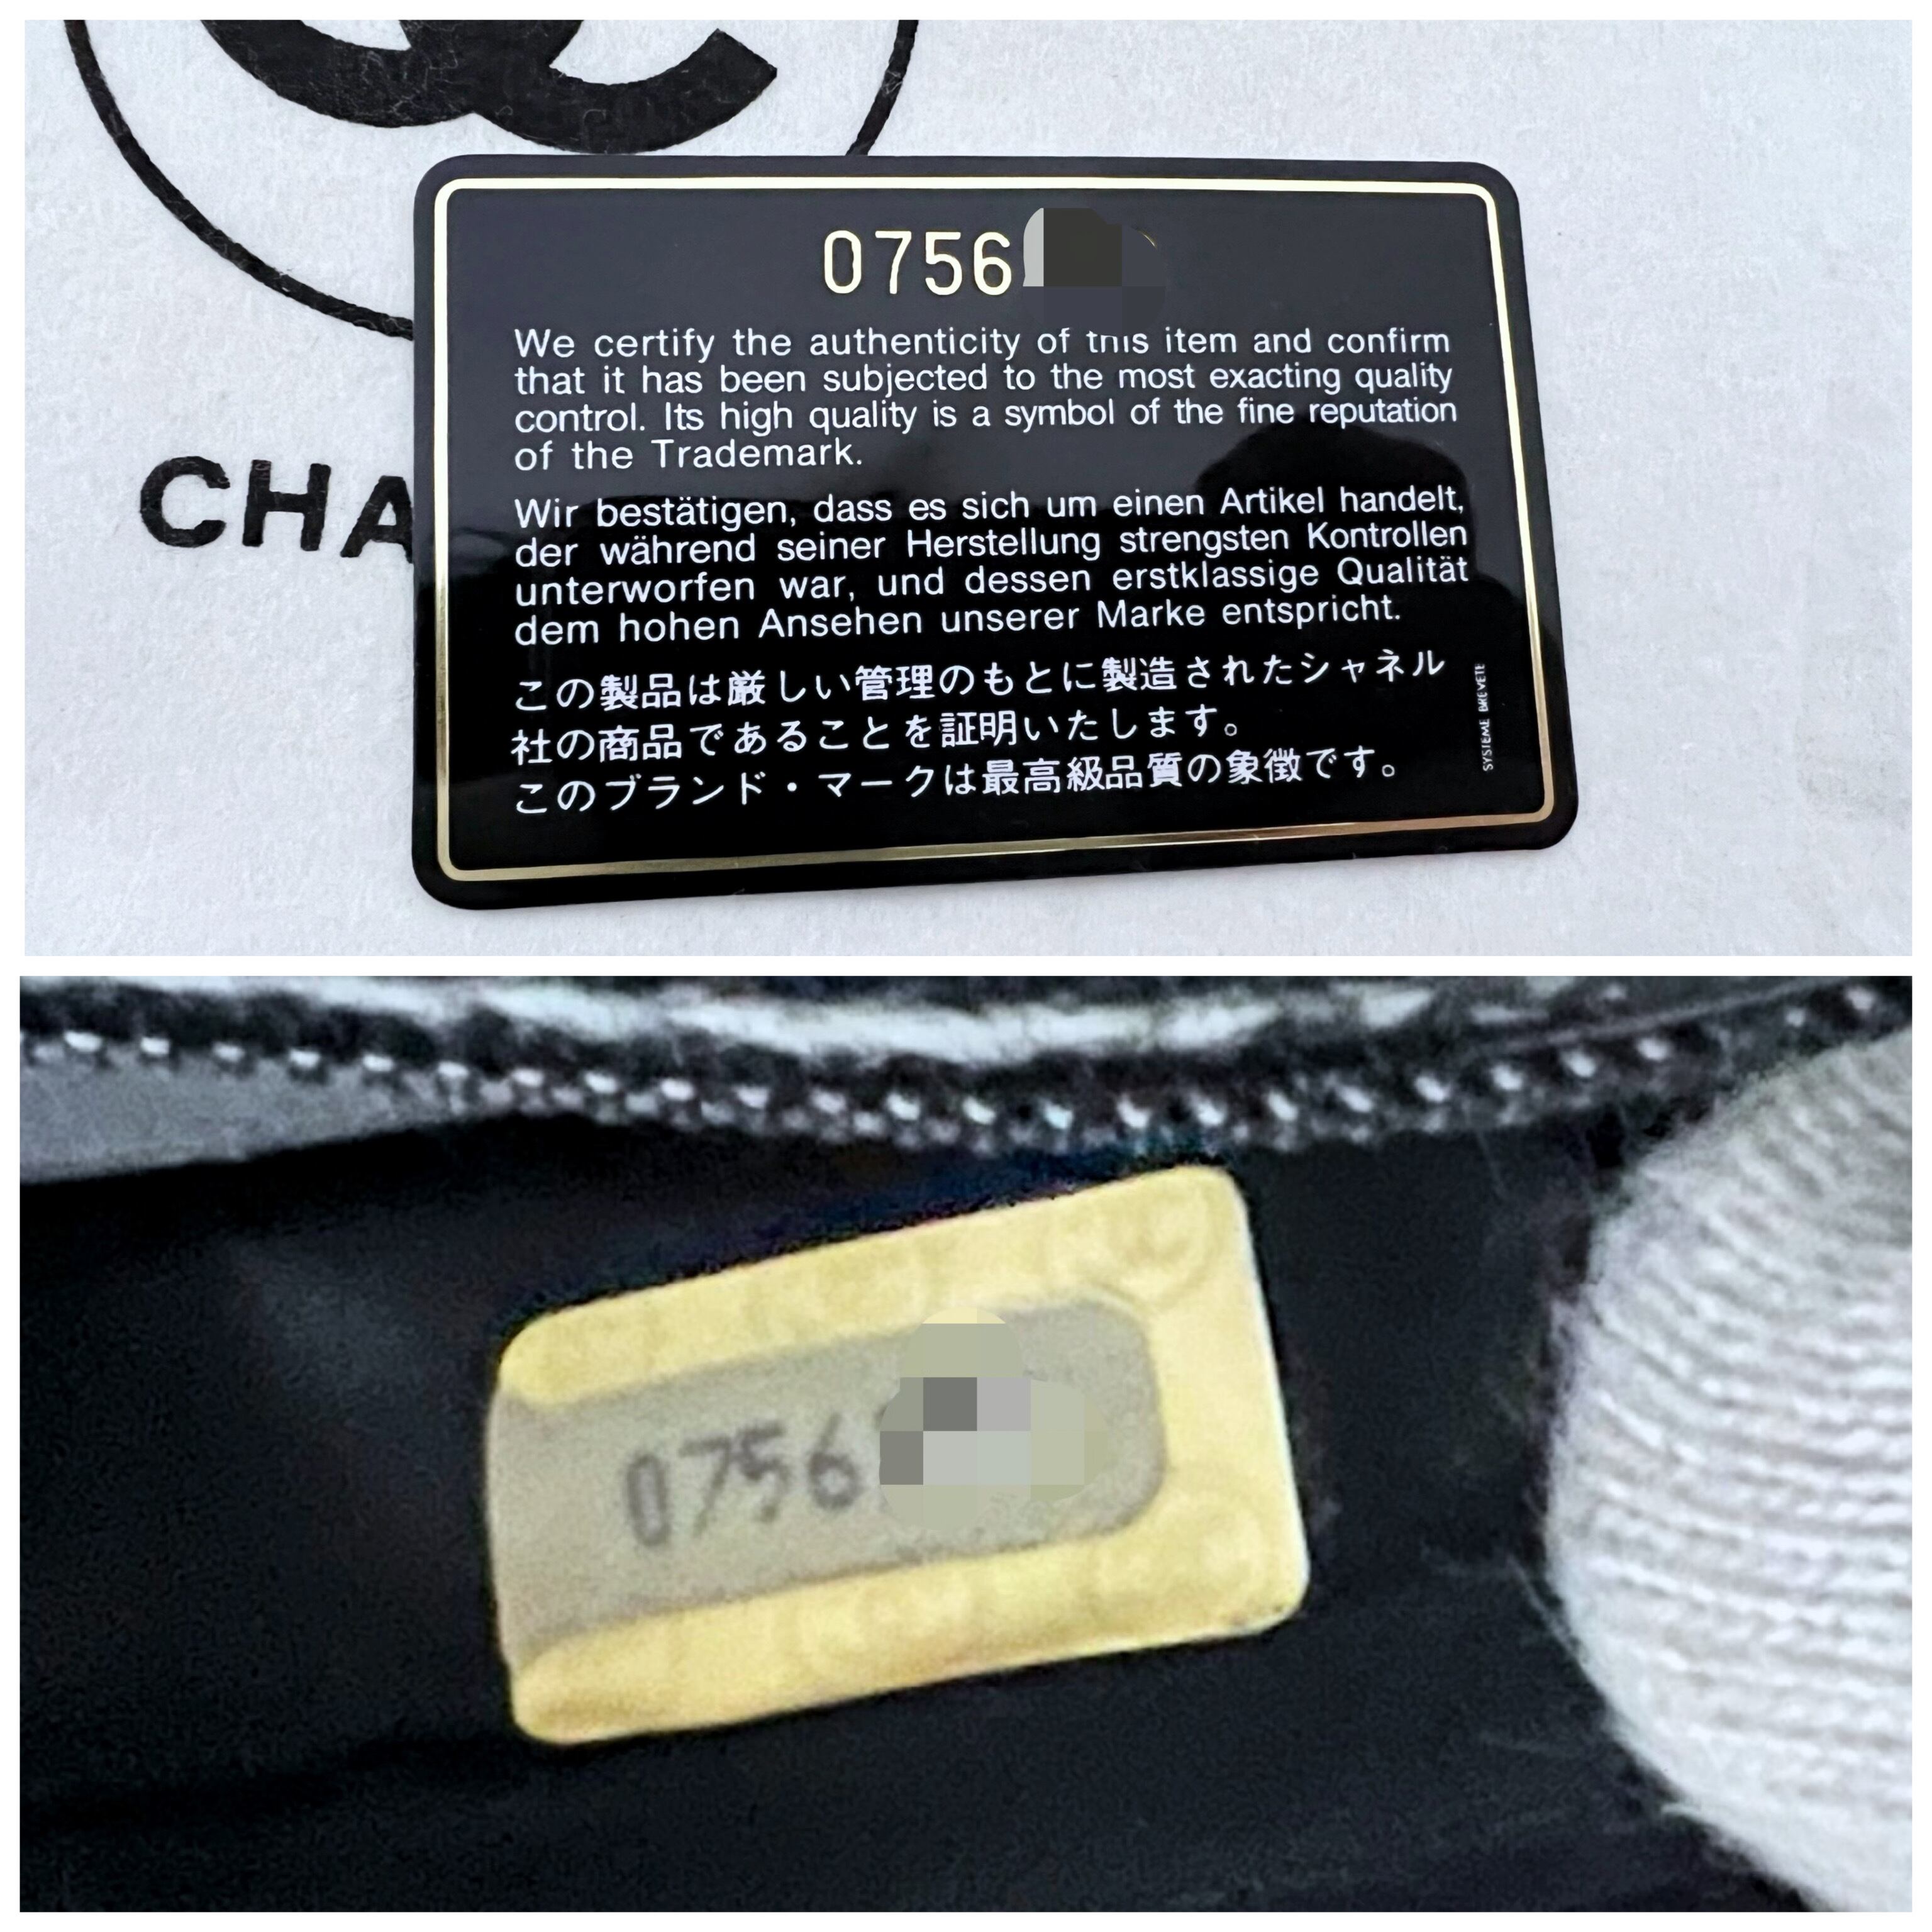 CHA
0756
We certify the authenticity of this item and confirm
that it has been subjected to the most exacting quality
control. Its high quality is a symbol of the fine reputation
of the Trademark.
Wir bestätigen, dass es sich um einen Artikel handelt,
der während seiner Herstellung strengsten Kontrollen
unterworfen war, und dessen erstklassige Qualität
dem hohen Ansehen unserer Marke entspricht.
この製品は厳しい管理のもとに製造されたシャネル
社の商品であることを証明いたします。
このブランド・マークは最高級品質の象徴です。
SYSTEME BREVETE
0756